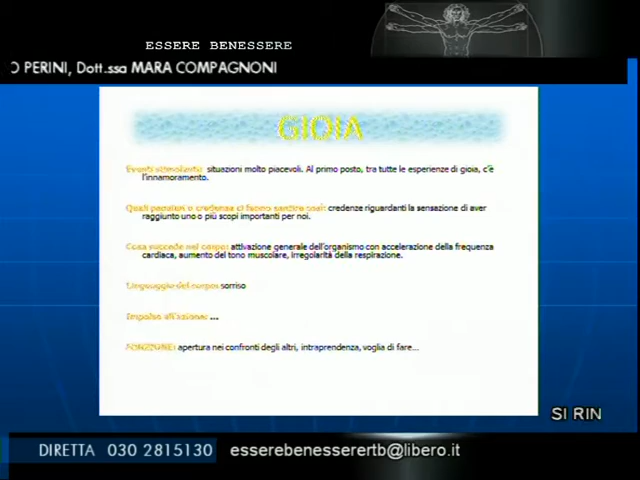 ESSERE BENESSERE
O PERINI, Dott.ssa MARA COMPAGNONI
GIOIA
Eventi stimolante: situazioni molto piacevoli. Al primo posto, tra tutte le esperienze di gioia, c'è
l'innamoramento.
Quali pensieri o credenze ci fanno sentire così: credenze riguardanti la sensazione di aver
raggiunto uno o più scopi importanti per noi.
Cosa succede nel corpo: attivazione generale dell'organismo con accelerazione della frequenza
cardiaca, aumento del tono muscolare, irregolarità della respirazione.
Linguaggio del corpo: sorriso
Impulso all'azione: ...
FUNZIONE: apertura nei confronti degli altri, intraprendenza, voglia di fare...
SI RIN
DIRETTA 030 2815130 esserebenesserertb@libero.it